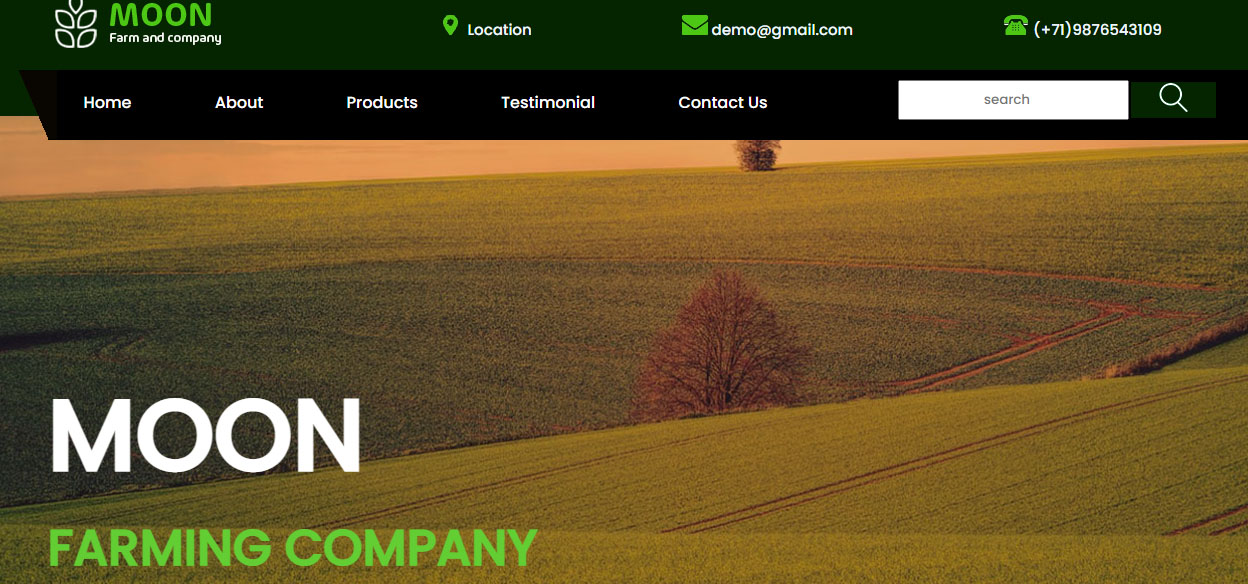 MOON
Farm and company
Location
demo@gmail.com
(+71)9876543109
Home
About
Products
Testimonial
Contact Us
search
MOON
FARMING COMPANY